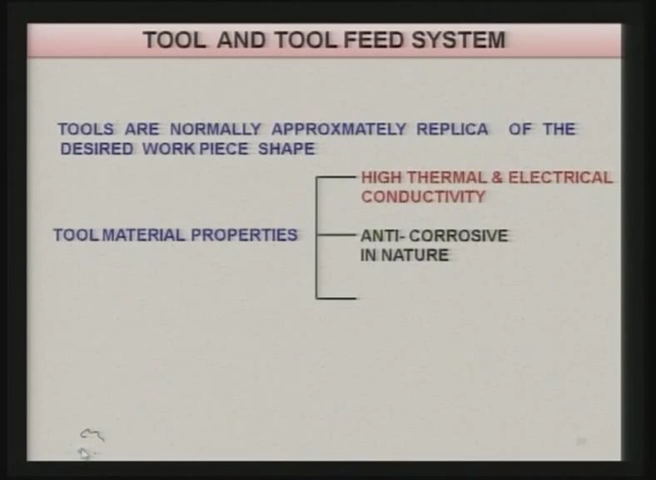 TOOL AND TOOL FEED SYSTEM
TOOLS ARE NORMALLY APPROXMATELY REPLICA OF THE
DESIRED WORK PIECE SHAPE
HIGH THERMAL & ELECTRICAL
CONDUCTIVITY
TOOL MATERIAL PROPERTIES
ANTI- CORROSIVE
IN NATURE